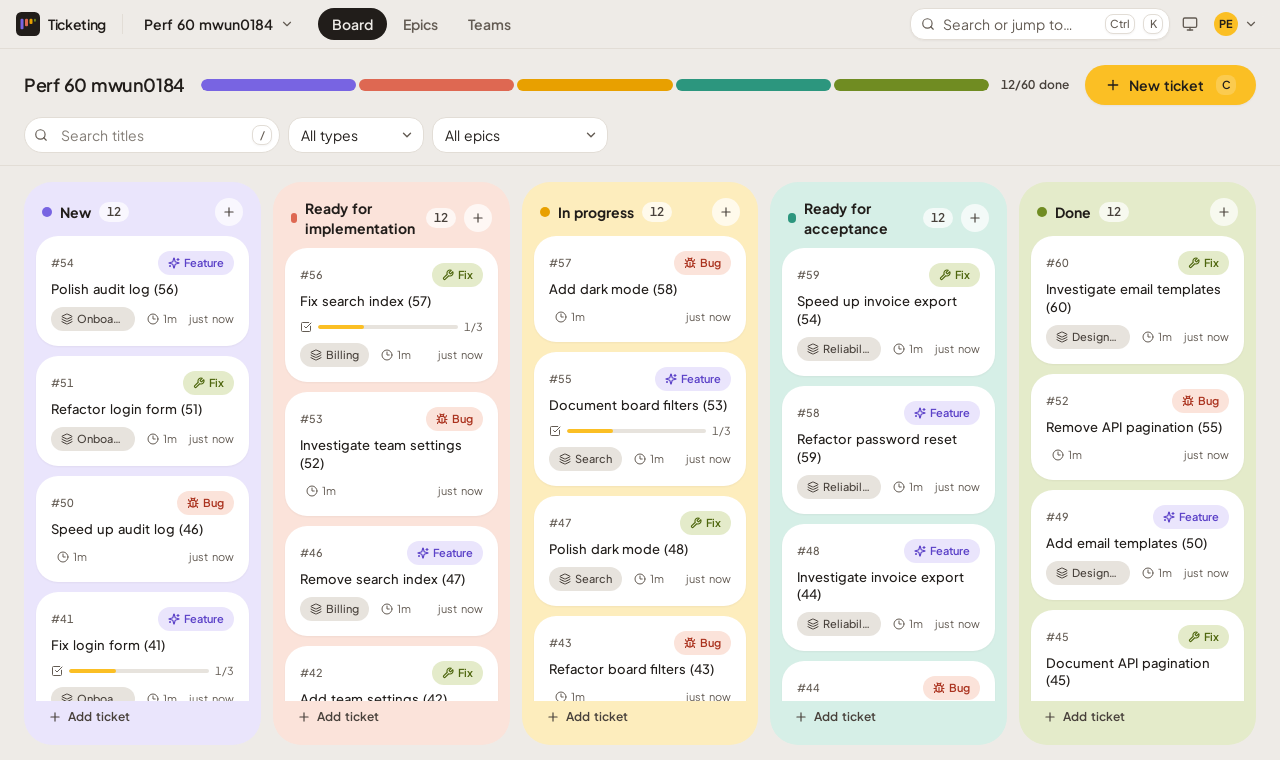 Ticketing
Perf 60 mwun0184
Board
Epics
Teams
Search or jump to...
Ctrl
K
PE
Perf 60 mwun0184
12/60 done
New ticket
C
Search titles
/
All types
All epics
New
12
#54
Feature
Polish audit log (56)
Onboa...
1m
just now
#51
Fix
Refactor login form (51)
Onboa...
1m
just now
#50
Bug
Speed up audit log (46)
1m
just now
#41
Feature
Fix login form (41)
1/3
Onboa...
1m
just now
Add ticket
Ready for
implementation
12
#56
Fix
Fix search index (57)
1/3
Billing
1m
just now
#53
Bug
Investigate team settings
(52)
1m
just now
#46
Feature
Remove search index (47)
Billing
1m
just now
#42
Fix
Add team settings (42)
Add ticket
In progress
12
#57
Bug
Add dark mode (58)
1m
just now
#55
Feature
Document board filters (53)
1/3
Search
1m
just now
#47
Fix
Polish dark mode (48)
Search
1m
just now
#43
Bug
Refactor board filters (43)
1m
just now
Add ticket
Ready for
acceptance
12
#59
Fix
Speed up invoice export
(54)
Reliabil...
1m
just now
#58
Feature
Refactor password reset
(59)
Reliabil...
1m
just now
#48
Feature
Investigate invoice export
(44)
Reliabil...
1m
just now
#44
Bug
Add ticket
Done
12
#60
Fix
Investigate email templates
(60)
Design...
1m
just now
#52
Bug
Remove API pagination (55)
1m
just now
#49
Feature
Add email templates (50)
Design...
1m
just now
#45
Fix
Document API pagination
(45)
Add ticket